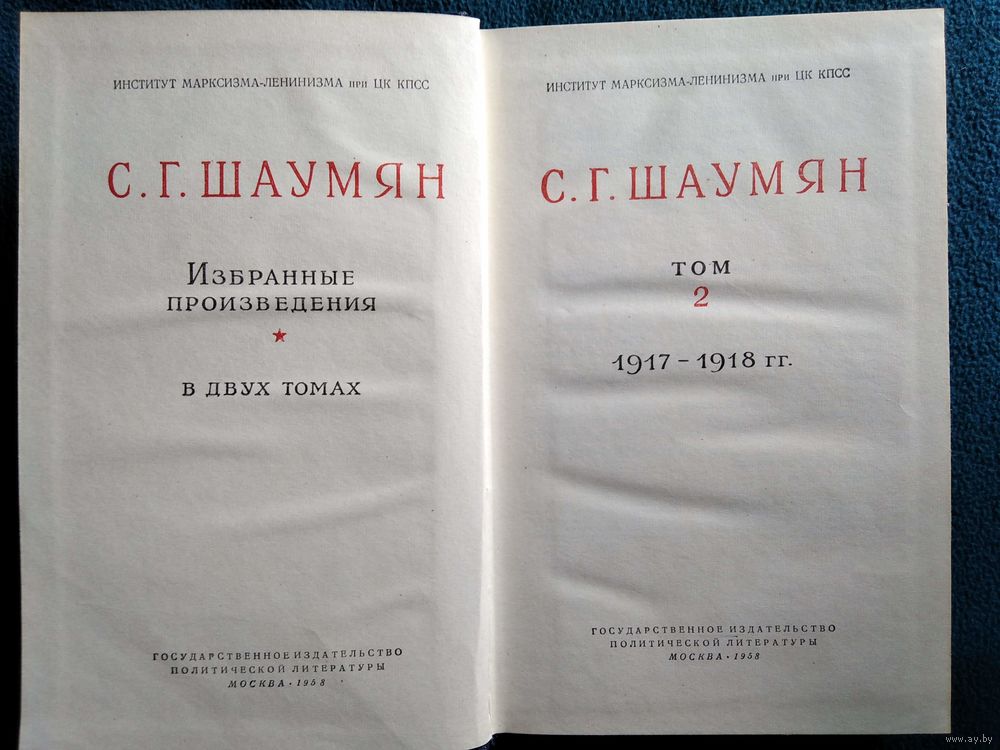 ИНСТИТУТ МАРКСИЗМА-ЛЕНИНИЗМА при ЦК КПСС
С. Г. ШАУМЯН
ИЗБРАННЫЕ
ПРОИЗВЕДЕНИЯ
★
В ДВУХ ТОМАХ
ГОСУДАРСТВЕННОЕ ИЗДАТЕЛЬСТВО
ПОЛИТИЧЕСКОЙ ЛИТЕРАТУРЫ
МОСКВА · 1958
ИНСТИТУТ МАРКСИЗМА-ЛЕНИНИЗМА при ЦК КПСС
С. Г. ШАУМЯН
ТОМ
2
1917 - 1918 гг.
ГОСУДАРСТВЕННОЕ ИЗДАТЕЛЬСТВО
ПОЛИТИЧЕСКОЙ ЛИТЕРАТУРЫ
МОСКВА · 1958
www.ay.by